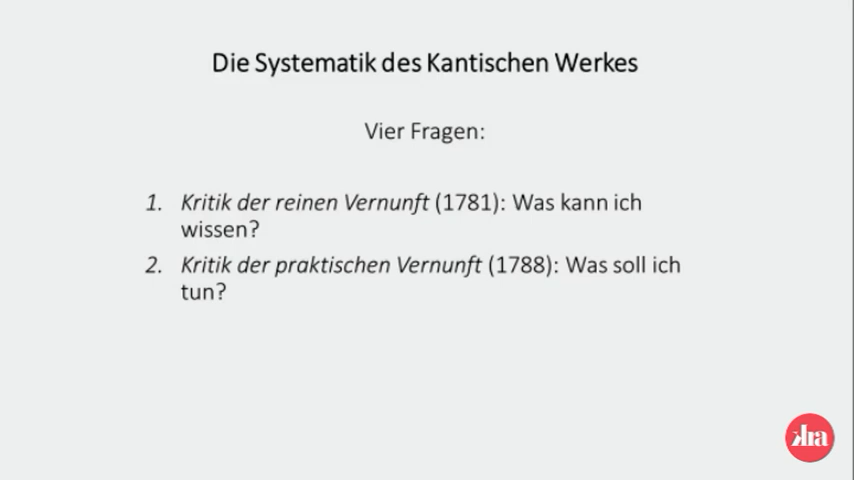 Die Systematik des Kantischen Werkes
Vier Fragen:
1. Kritik der reinen Vernunft (1781): Was kann ich
wissen?
2. Kritik der praktischen Vernunft (1788): Was soll ich
tun?